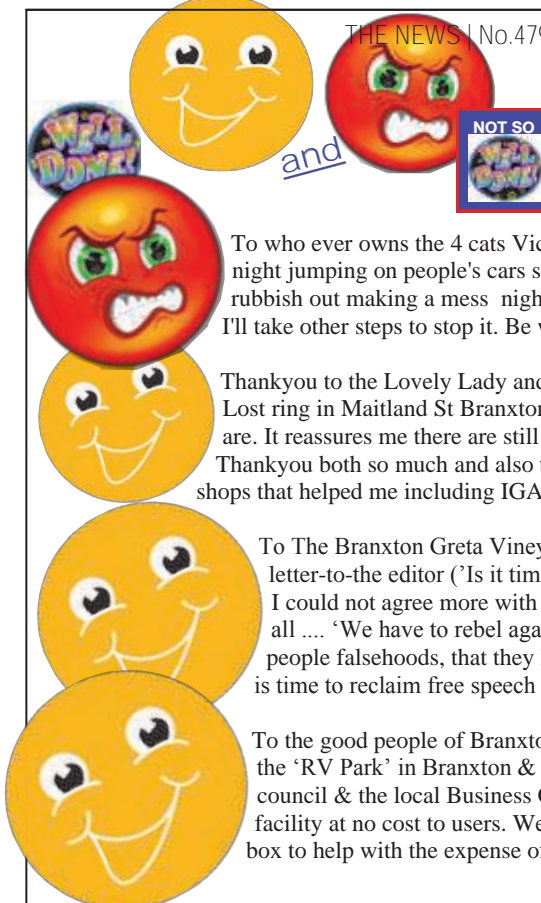 THE NEWS | No.479
WELL
DONE!
and
NOT SO
WELL
DONE!
To who ever owns the 4 cats Vic
night jumping on people's cars s
rubbish out making a mess  nigh
I'll take other steps to stop it. Be
Thankyou to the Lovely Lady and
Lost ring in Maitland St Branxton
are. It reassures me there are still
Thankyou both so much and also
shops that helped me including IGA
To The Branxton Greta Viney
letter-to-the editor ('Is it tim
I could not agree more with
all .... ‘We have to rebel aga
people falsehoods, that they
is time to reclaim free speech
To the good people of Branxto
the ‘RV Park’ in Branxton &
council & the local Business
facility at no cost to users. We
box to help with the expense of